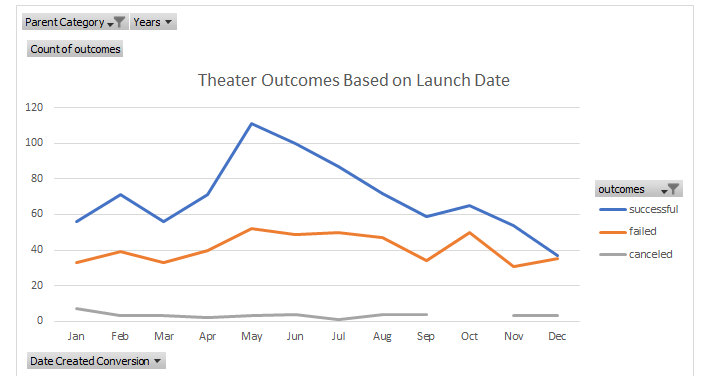 Parent Category Years
Count of outcomes
Theater Outcomes Based on Launch Date
120
100
80
60
40
20
0
Jan Feb Mar Apr May Jun Jul Aug Sep Oct Nov Dec
outcomes
successful
failed
canceled
Date Created Conversion